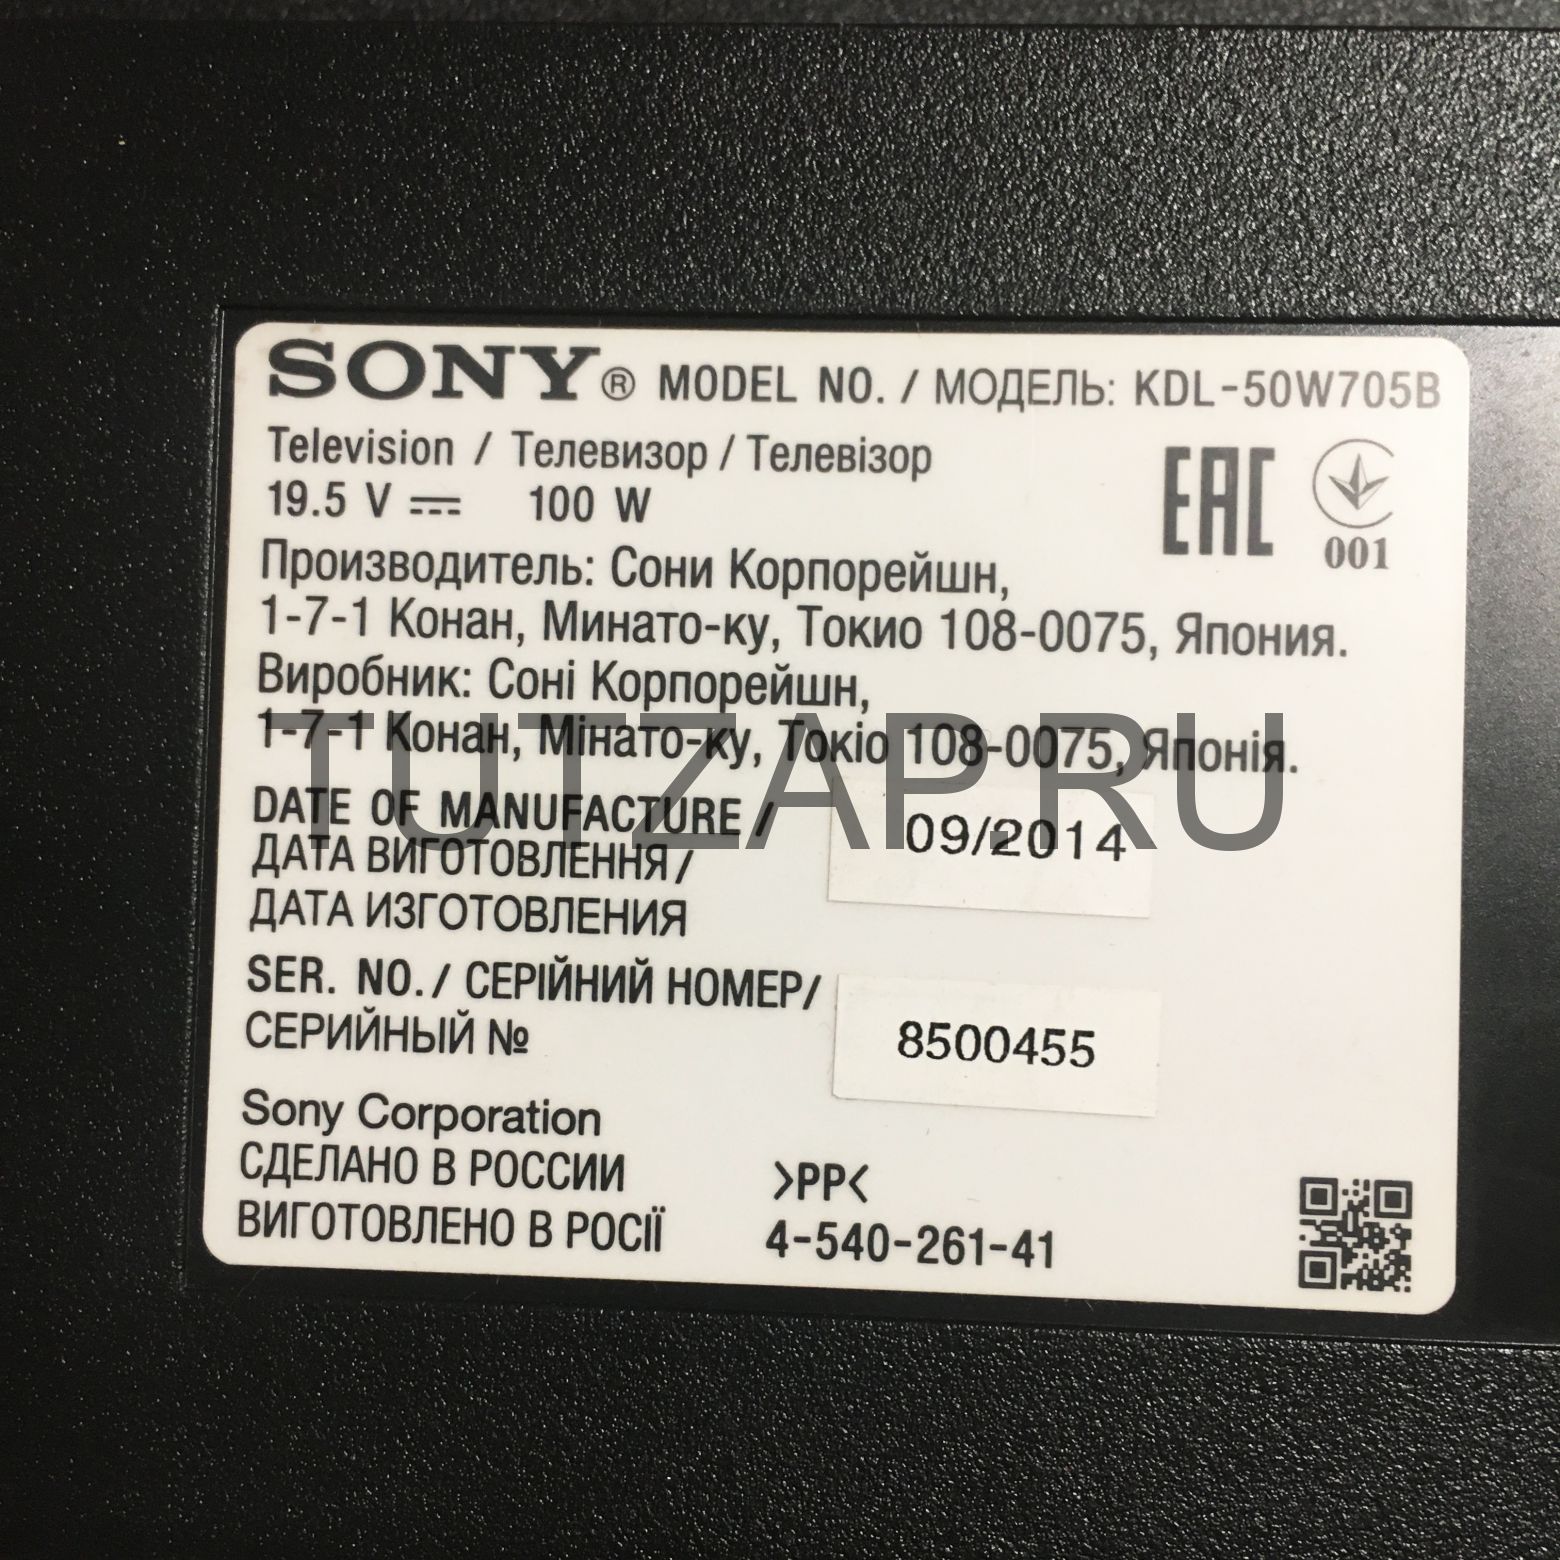 SONY® MODEL NO. / МОДЕЛЬ: KDL-50W705B
Television / Телевизор / Телевізор
19.5 V ⎓ 100 W
EAC
001
Производитель: Сони Корпорейшн,
1-7-1 Конан, Минато-ку, Токио 108-0075, Япония.
Виробник: Соні Корпорейшн,
1-7-1 Конан, Мінато-ку, Токіо 108-0075, Японія.
TUTZAP.RU
DATE OF MANUFACTURE / 09/2014
ДАТА ВИГОТОВЛЕННЯ /
ДАТА ИЗГОТОВЛЕНИЯ
SER. NO. / СЕРІЙНИЙ НОМЕР/
СЕРИЙНЫЙ № 8500455
Sony Corporation
СДЕЛАНО В РОССИИ >PP<
ВИГОТОВЛЕНО В РОСІЇ 4-540-261-41